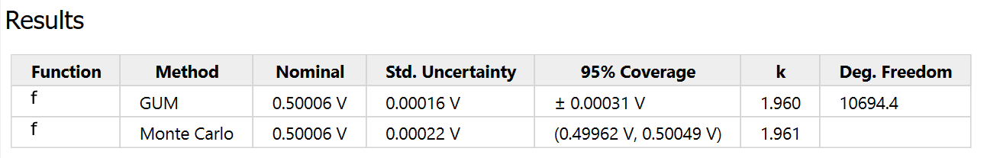 Results
Function Method Nominal Std. Uncertainty 95% Coverage k Deg. Freedom
f GUM 0.50006 V 0.00016 V ± 0.00031 V 1.960 10694.4
f Monte Carlo 0.50006 V 0.00022 V (0.49962 V, 0.50049 V) 1.961